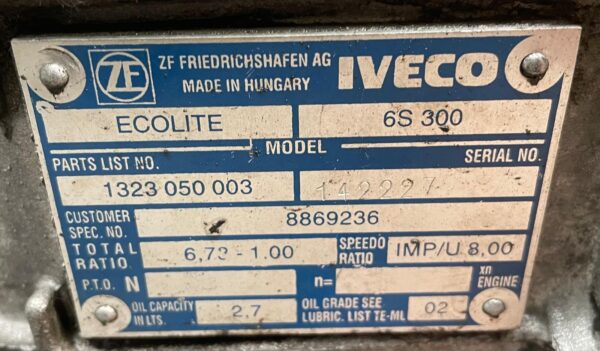 ZF
ZF FRIEDRICHSHAFEN AG
MADE IN HUNGARY
IVECO
ECOLITE 6S 300
MODEL
PARTS LIST NO. SERIAL NO.
1323 050 003 142227
CUSTOMER SPEC. NO. 8869236
TOTAL RATIO 6,72 - 1.00 SPEEDO RATIO IMP/U 8,00
P.T.O. N n= xn ENGINE
OIL CAPACITY IN LTS. 2,7 OIL GRADE SEE LUBRIC. LIST TE-ML 02